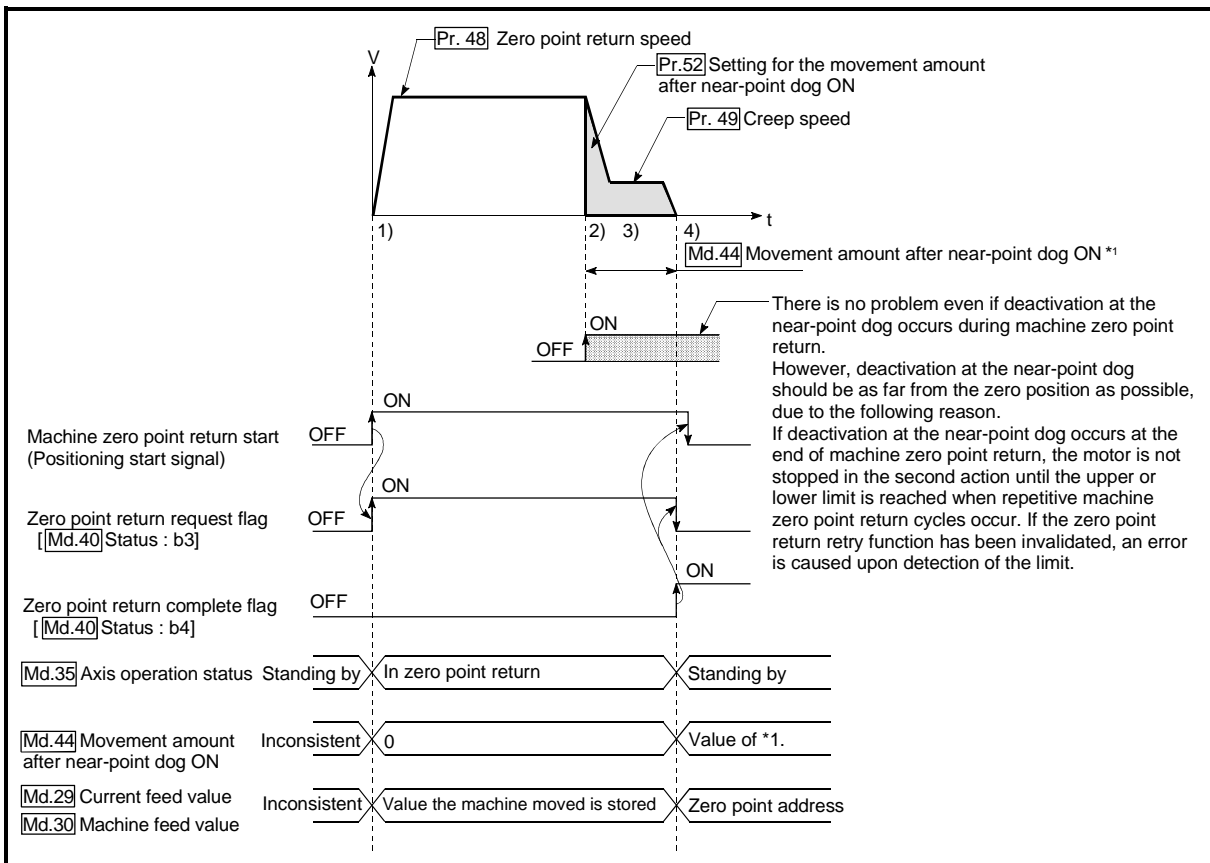 Pr. 48 Zero point return speed
V
Pr.52 Setting for the movement amount
after near-point dog ON
Pr. 49 Creep speed
t
1) 2) 3) 4)
Md.44 Movement amount after near-point dog ON *1
There is no problem even if deactivation at the
near-point dog occurs during machine zero point
return.
However, deactivation at the near-point dog
should be as far from the zero position as possible,
due to the following reason.
If deactivation at the near-point dog occurs at the
end of machine zero point return, the motor is not
stopped in the second action until the upper or
lower limit is reached when repetitive machine
zero point return cycles occur. If the zero point
return retry function has been invalidated, an error
is caused upon detection of the limit.
ON
OFF
ON
Machine zero point return start OFF
(Positioning start signal)
ON
Zero point return request flag OFF
[ Md.40 Status : b3]
ON
Zero point return complete flag OFF
[ Md.40 Status : b4]
Md.35 Axis operation status Standing by In zero point return Standing by
Md.44 Movement amount Inconsistent 0 Value of *1.
after near-point dog ON
Md.29 Current feed value Inconsistent Value the machine moved is stored Zero point address
Md.30 Machine feed value